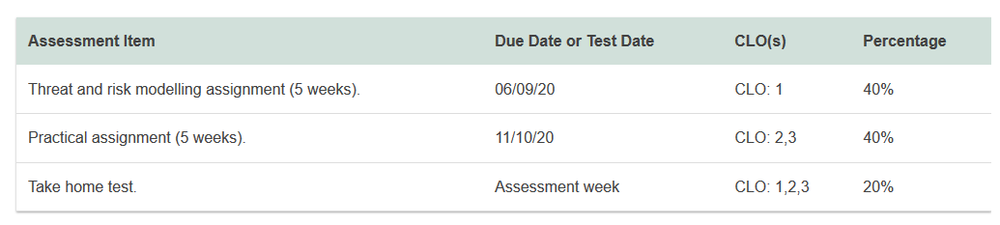 Assessment Item Due Date or Test Date CLO(s) Percentage
Threat and risk modelling assignment (5 weeks). 06/09/20 CLO: 1 40%
Practical assignment (5 weeks). 11/10/20 CLO: 2,3 40%
Take home test. Assessment week CLO: 1,2,3 20%